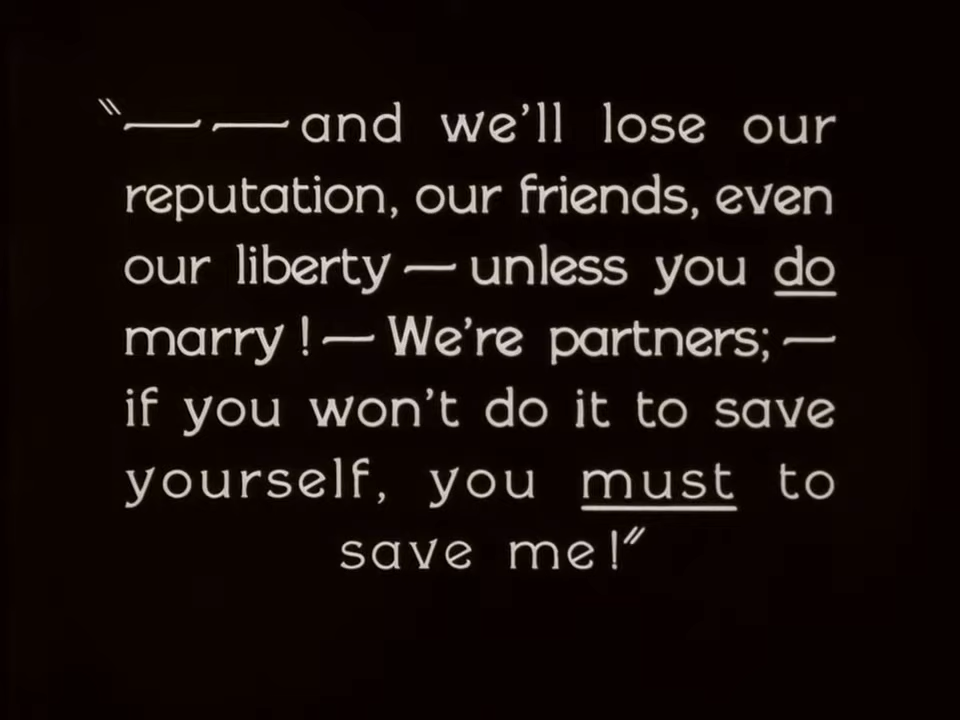 "— — and we'll lose our
reputation, our friends, even
our liberty — unless you do
marry ! — We're partners; —
if you won't do it to save
yourself, you must to
save me!"